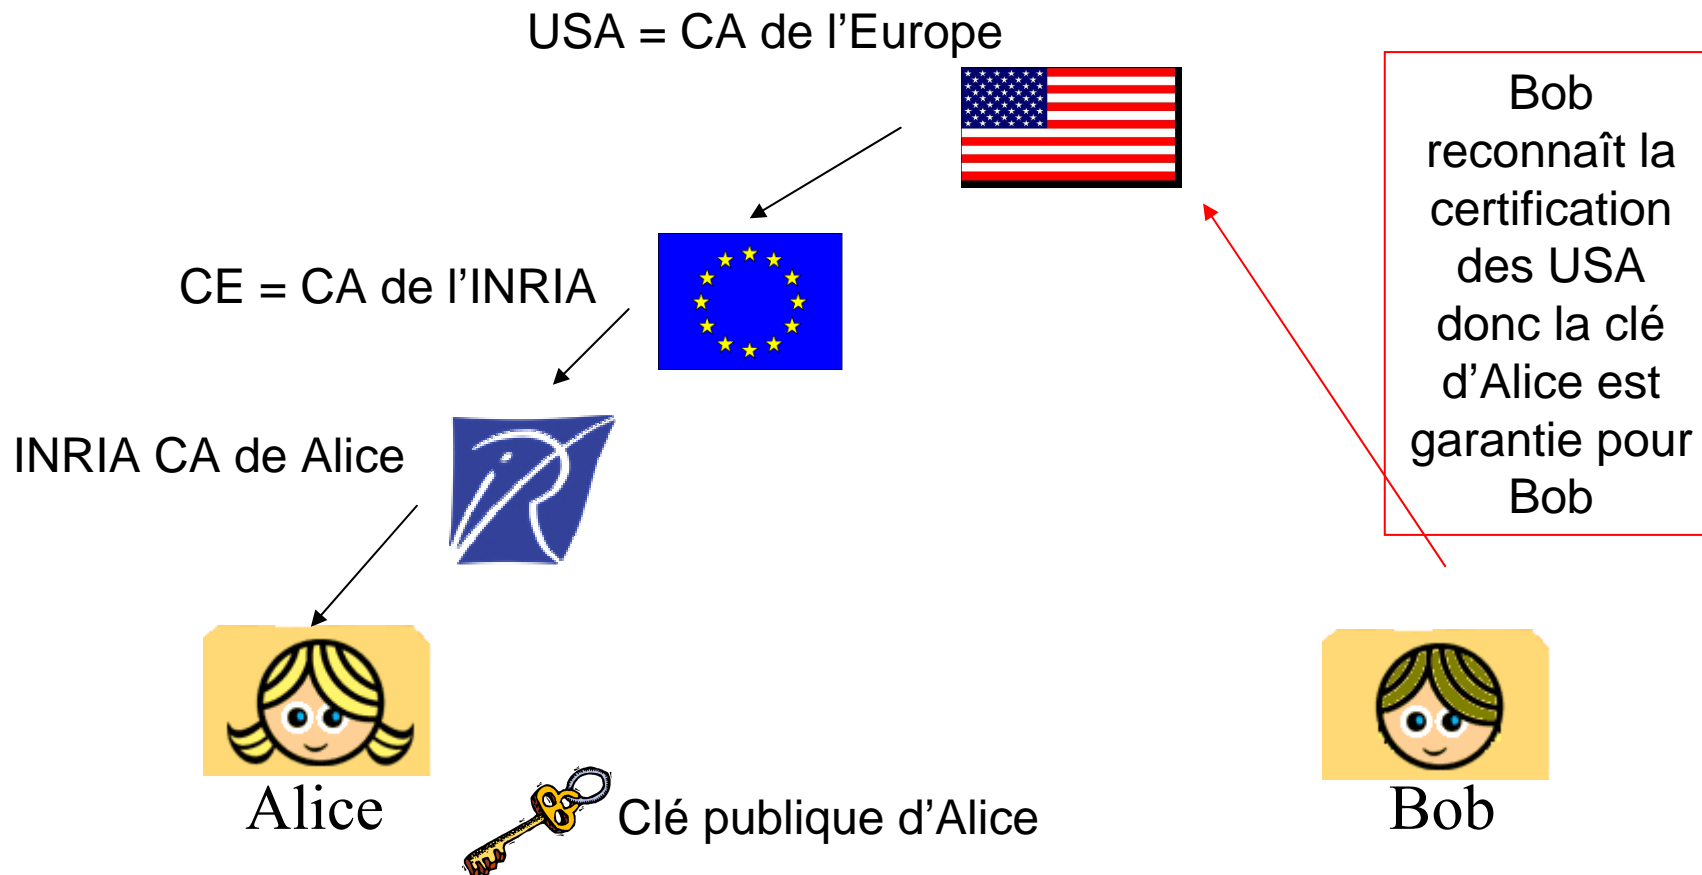 USA = CA de l’Europe
Bob
reconnaît la
certification
des USA
donc la clé
d’Alice est
garantie pour
Bob
CE = CA de l’INRIA
INRIA CA de Alice
Alice
Bob
Clé publique d’Alice